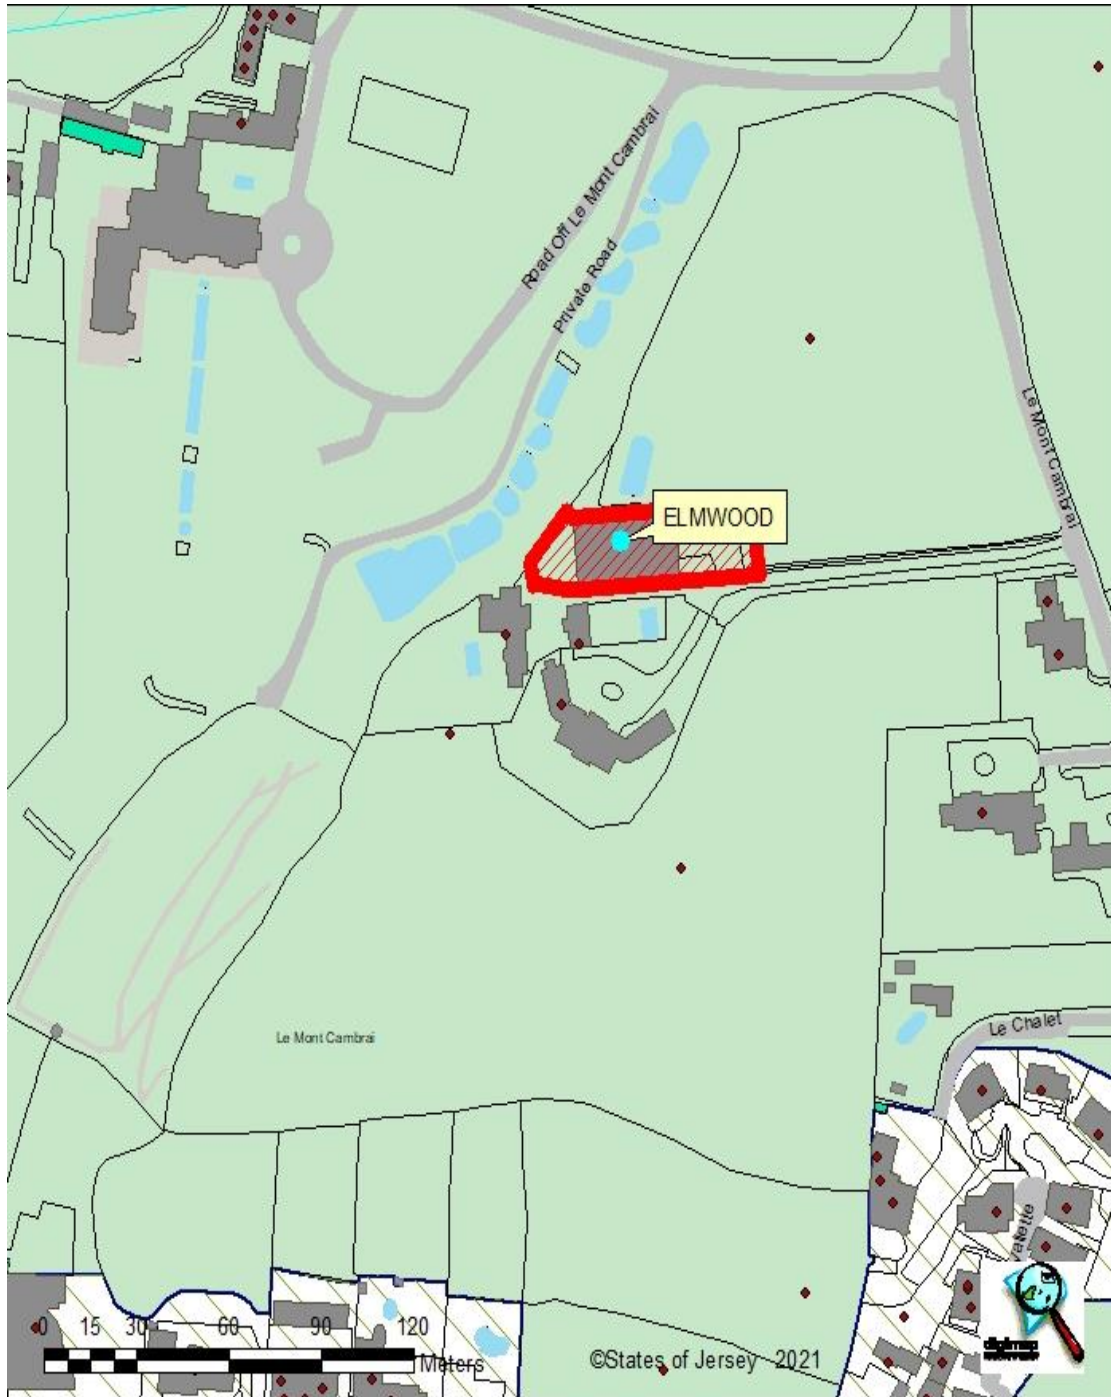 Road Off Le Mont Cambrai
Private Road
Le Mont Cambrai
ELMWOOD
Le Mont Cambrai
Le Chalet
0 15 30 60 90 120
Meters
©States of Jersey 2021
digimap